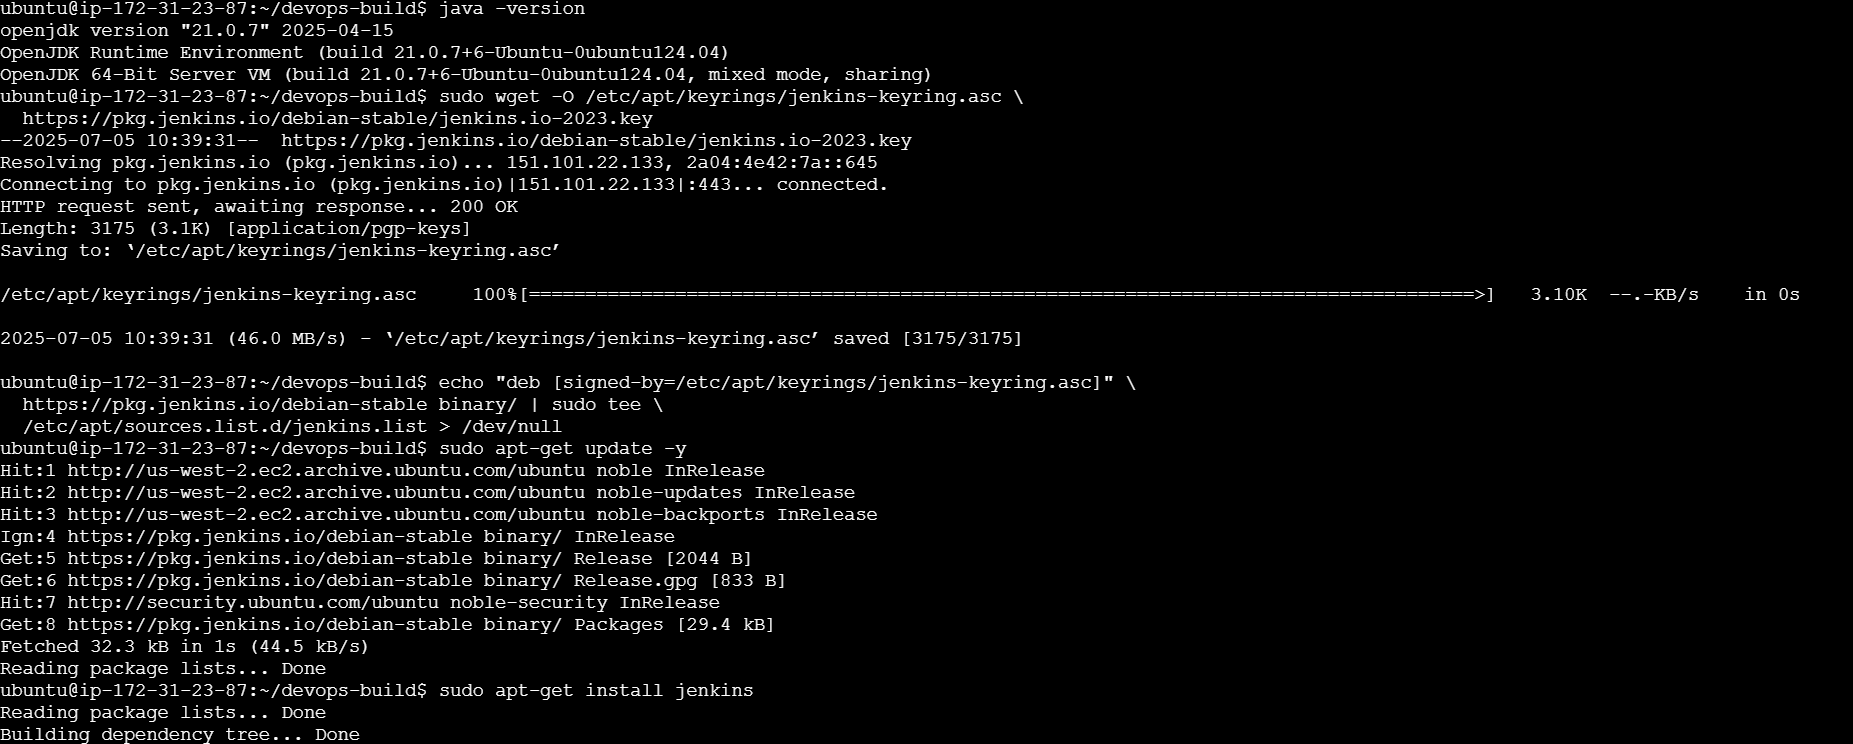 ubuntu@ip-172-31-23-87:~/devops-build$ java -version
openjdk version "21.0.7" 2025-04-15
OpenJDK Runtime Environment (build 21.0.7+6-Ubuntu-0ubuntu124.04)
OpenJDK 64-Bit Server VM (build 21.0.7+6-Ubuntu-0ubuntu124.04, mixed mode, sharing)
ubuntu@ip-172-31-23-87:~/devops-build$ sudo wget -O /etc/apt/keyrings/jenkins-keyring.asc \
  https://pkg.jenkins.io/debian-stable/jenkins.io-2023.key
--2025-07-05 10:39:31--  https://pkg.jenkins.io/debian-stable/jenkins.io-2023.key
Resolving pkg.jenkins.io (pkg.jenkins.io)... 151.101.22.133, 2a04:4e42:7a::645
Connecting to pkg.jenkins.io (pkg.jenkins.io)|151.101.22.133|:443... connected.
HTTP request sent, awaiting response... 200 OK
Length: 3175 (3.1K) [application/pgp-keys]
Saving to: ‘/etc/apt/keyrings/jenkins-keyring.asc’
/etc/apt/keyrings/jenkins-keyring.asc     100%[====================================================================================>]   3.10K  --.-KB/s    in 0s
2025-07-05 10:39:31 (46.0 MB/s) - ‘/etc/apt/keyrings/jenkins-keyring.asc’ saved [3175/3175]
ubuntu@ip-172-31-23-87:~/devops-build$ echo "deb [signed-by=/etc/apt/keyrings/jenkins-keyring.asc]" \
  https://pkg.jenkins.io/debian-stable binary/ | sudo tee \
  /etc/apt/sources.list.d/jenkins.list > /dev/null
ubuntu@ip-172-31-23-87:~/devops-build$ sudo apt-get update -y
Hit:1 http://us-west-2.ec2.archive.ubuntu.com/ubuntu noble InRelease
Hit:2 http://us-west-2.ec2.archive.ubuntu.com/ubuntu noble-updates InRelease
Hit:3 http://us-west-2.ec2.archive.ubuntu.com/ubuntu noble-backports InRelease
Ign:4 https://pkg.jenkins.io/debian-stable binary/ InRelease
Get:5 https://pkg.jenkins.io/debian-stable binary/ Release [2044 B]
Get:6 https://pkg.jenkins.io/debian-stable binary/ Release.gpg [833 B]
Hit:7 http://security.ubuntu.com/ubuntu noble-security InRelease
Get:8 https://pkg.jenkins.io/debian-stable binary/ Packages [29.4 kB]
Fetched 32.3 kB in 1s (44.5 kB/s)
Reading package lists... Done
ubuntu@ip-172-31-23-87:~/devops-build$ sudo apt-get install jenkins
Reading package lists... Done
Building dependency tree... Done